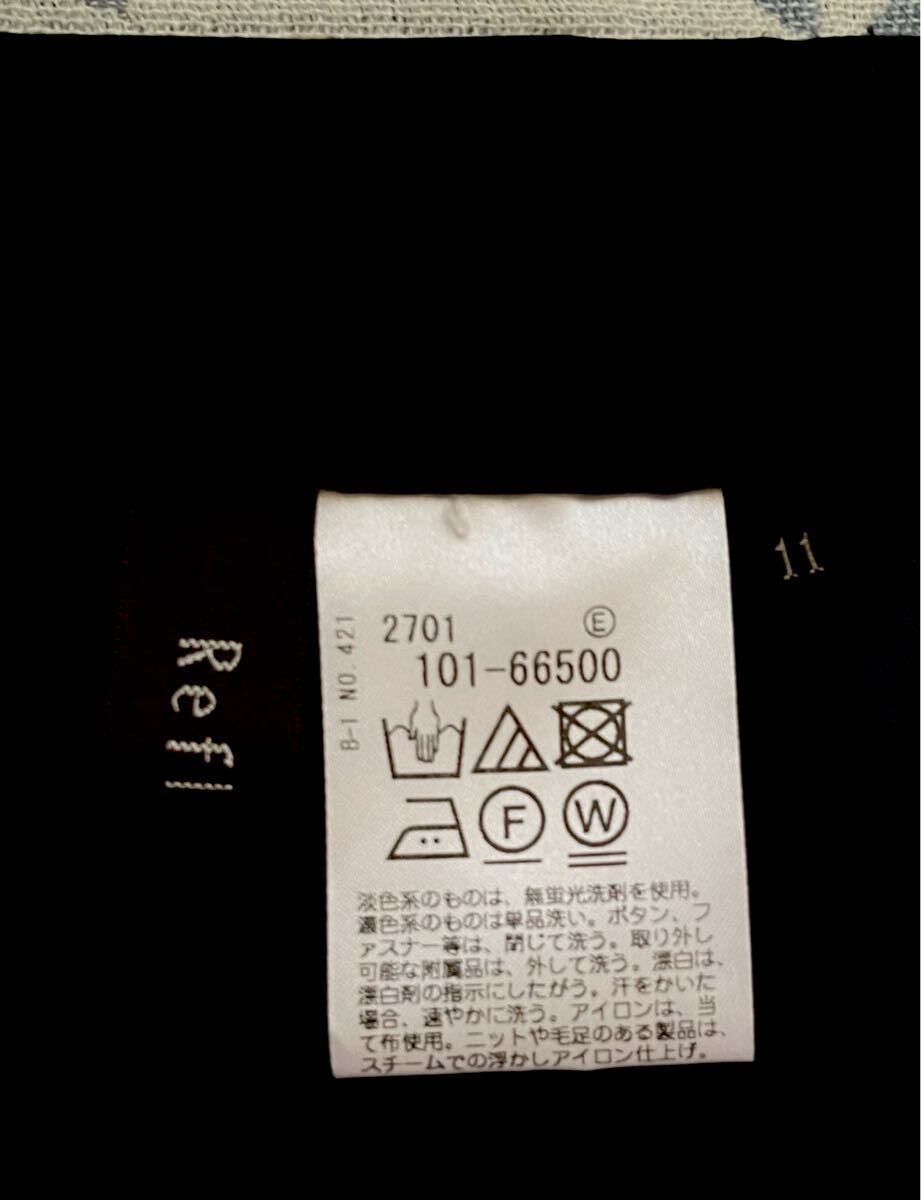 2701 Ⓔ
101-66500
B-1 NO.421
F
W
淡色系のものは、無蛍光洗剤を使用。
濃色系のものは単品洗い。ボタン、フ
ァスナー等は、閉じて洗う。取り外し
可能な附属品は、外して洗う。漂白は、
漂白剤の指示にしたがう。汗をかいた
場合、速やかに洗う。アイロンは、当
て布使用。ニットや毛足のある製品は、
スチームでの浮かしアイロン仕上げ。
Refl
11